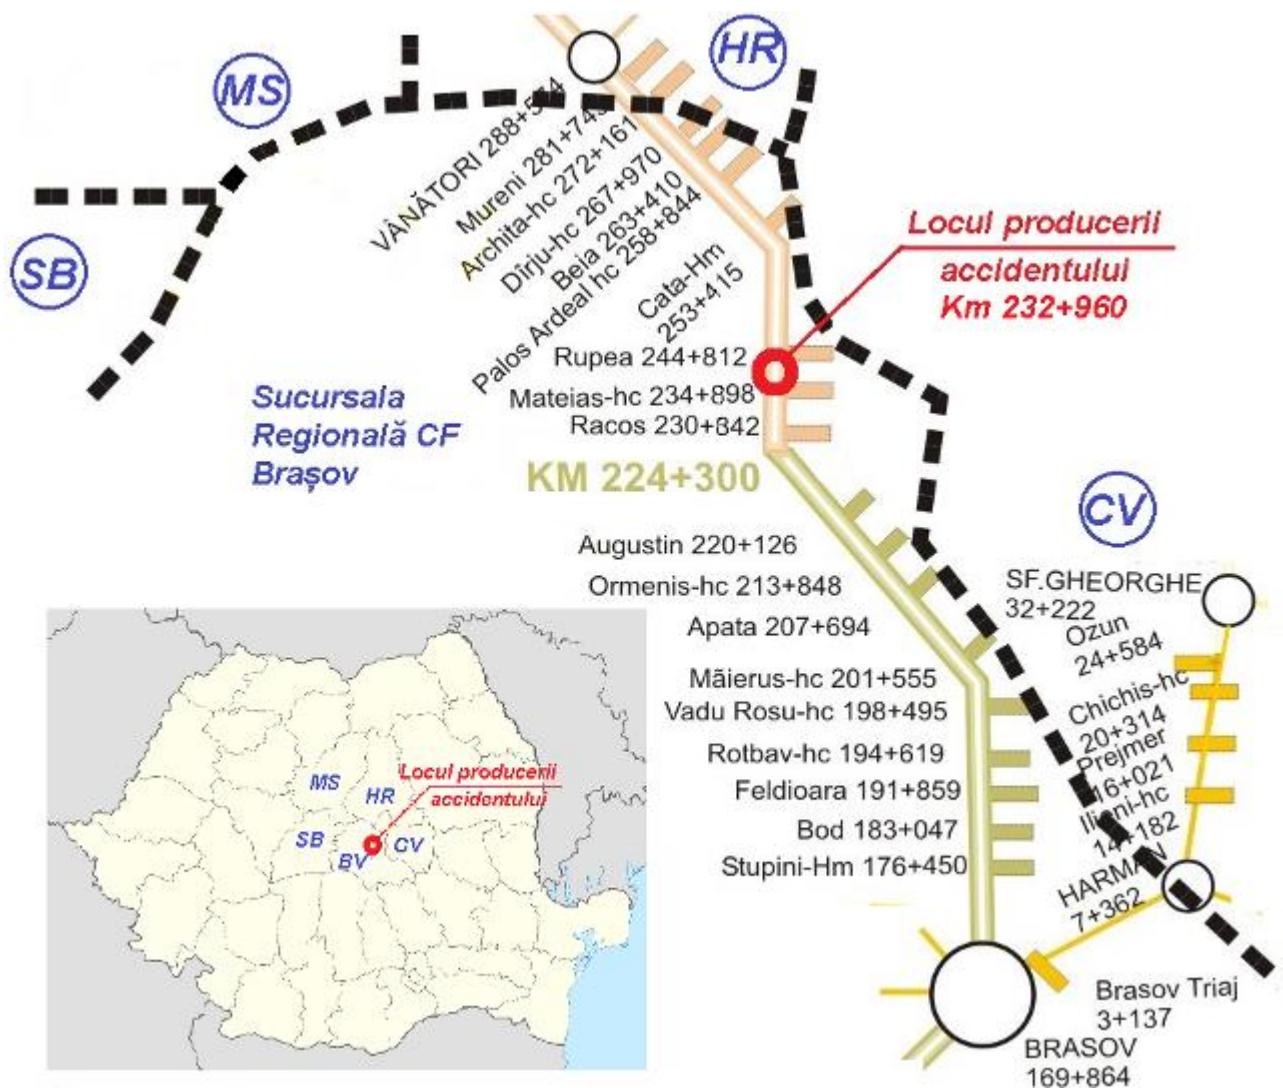 MS
HR
SB
VÂNĂTORI 288+574
Mureni 281+743
Archita-hc 272+161
Dîrju-hc 267+970
Beia 263+410
Palos Ardeal hc 258+844
Cata-Hm
253+415
Locul producerii
accidentului
Km 232+960
Rupea 244+812
Mateias-hc 234+898
Racos 230+842
Sucursala
Regională CF
Brașov
KM 224+300
CV
Augustin 220+126
Ormenis-hc 213+848
Apata 207+694
Mãierus-hc 201+555
Vadu Rosu-hc 198+495
Rotbav-hc 194+619
Feldioara 191+859
Bod 183+047
Stupini-Hm 176+450
SF.GHEORGHE
32+222
Ozun
24+584
Chichis-hc
20+314
Prejmer
16+021
Ilieni-hc
14+182
HARMAN
7+362
Brasov Triaj
3+137
BRASOV
169+864
Locul producerii
accidentului
MS
HR
SB
BV
CV